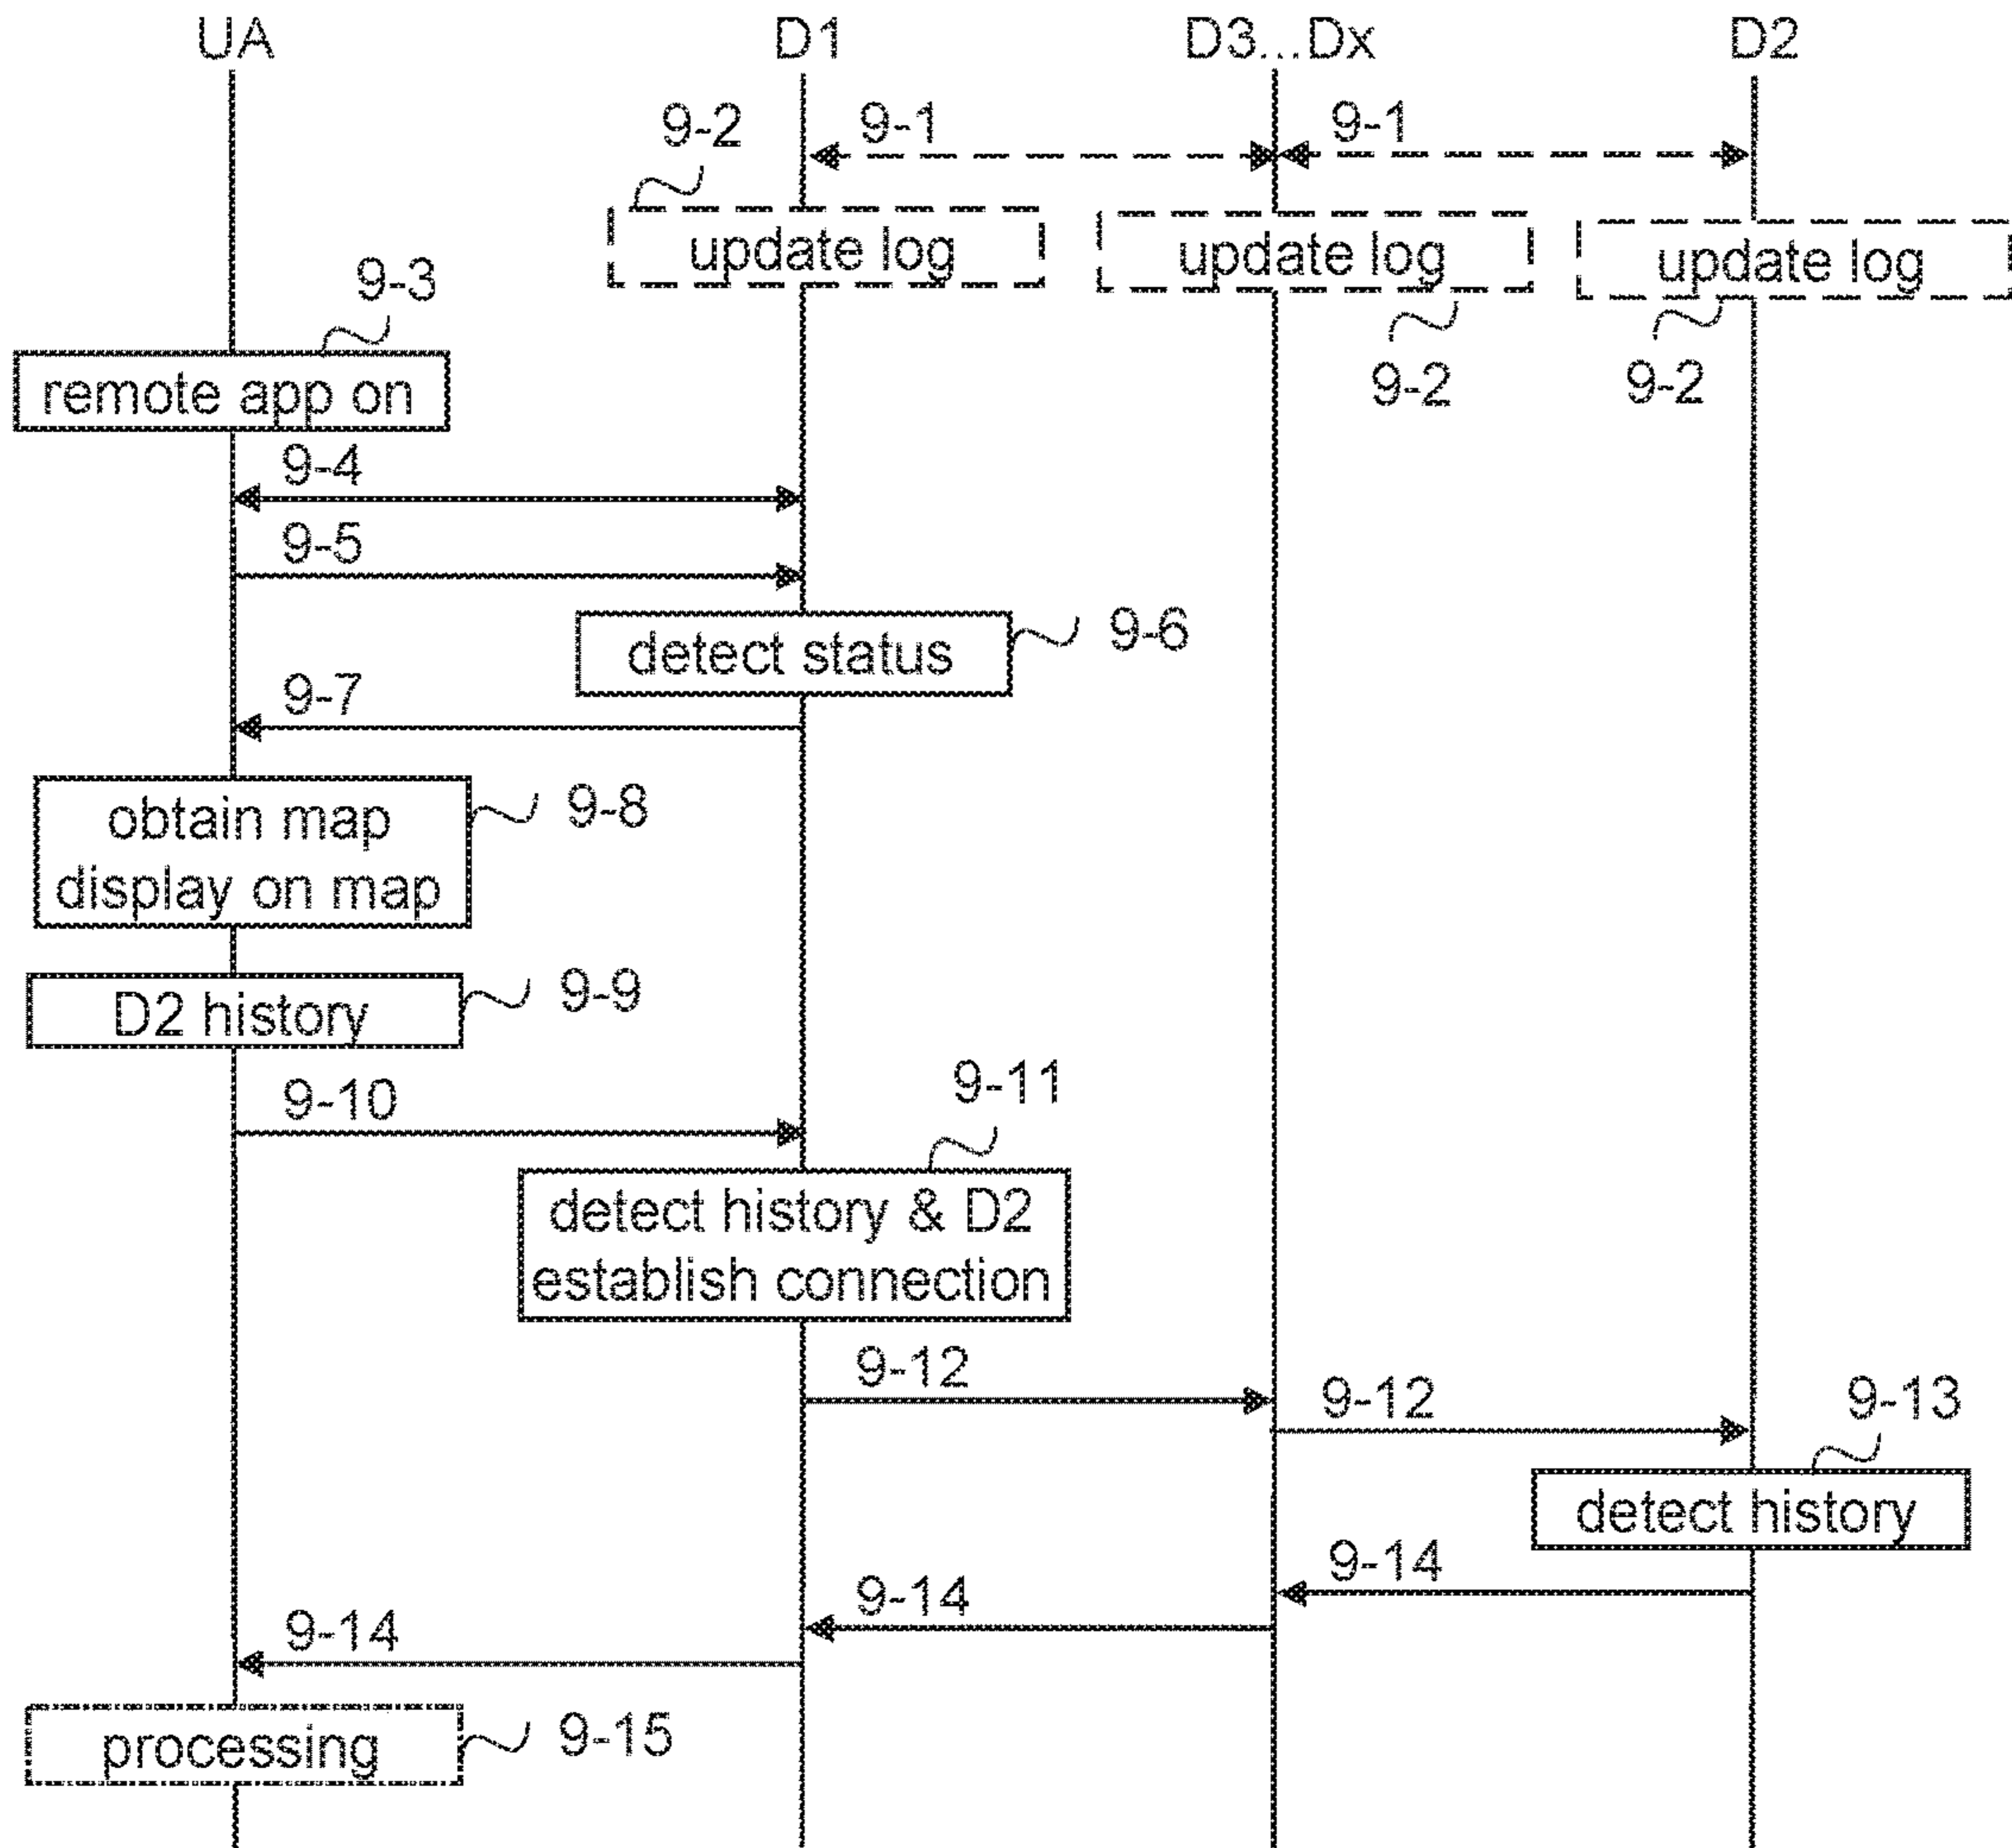 UA
D1
D3...Dx
D2
9-1
9-1
9-2
update log
update log
update log
9-2
9-2
9-3
remote app on
9-4
9-5
detect status
9-6
9-7
obtain map
display on map
9-8
D2 history
9-9
9-10
9-11
detect history & D2
establish connection
9-12
9-12
9-13
detect history
9-14
9-14
9-14
processing
9-15